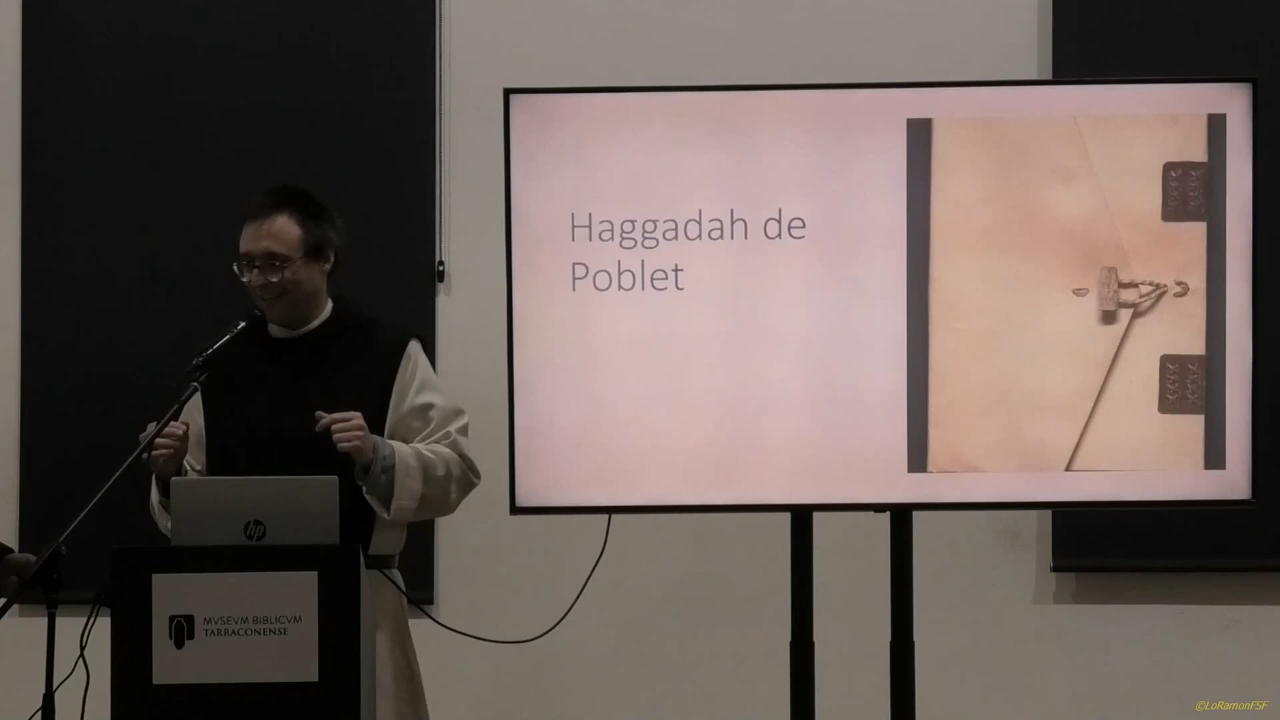 Haggadah de
Poblet
hp
MVSEVM BIBLICVM
TARRACONENSE
©LoRamonFSF